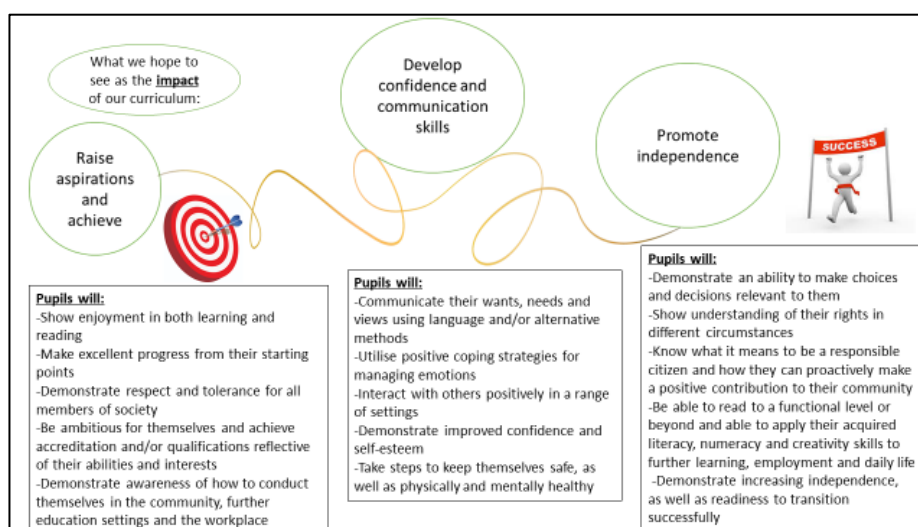 What we hope to
see as the impact
of our curriculum:
Raise
aspirations
and
achieve
Develop
confidence and
communication
skills
Promote
independence
SUCCESS
Pupils will:
-Show enjoyment in both learning and
reading
-Make excellent progress from their starting
points
-Demonstrate respect and tolerance for all
members of society
-Be ambitious for themselves and achieve
accreditation and/or qualifications reflective
of their abilities and interests
-Demonstrate awareness of how to conduct
themselves in the community, further
education settings and the workplace
Pupils will:
-Communicate their wants, needs and
views using language and/or alternative
methods
-Utilise positive coping strategies for
managing emotions
-Interact with others positively in a range
of settings
-Demonstrate improved confidence and
self-esteem
-Take steps to keep themselves safe, as
well as physically and mentally healthy
Pupils will:
-Demonstrate an ability to make choices
and decisions relevant to them
-Show understanding of their rights in
different circumstances
-Know what it means to be a responsible
citizen and how they can proactively make
a positive contribution to their community
-Be able to read to a functional level or
beyond and able to apply their acquired
literacy, numeracy and creativity skills to
further learning, employment and daily life
-Demonstrate increasing independence,
as well as readiness to transition
successfully